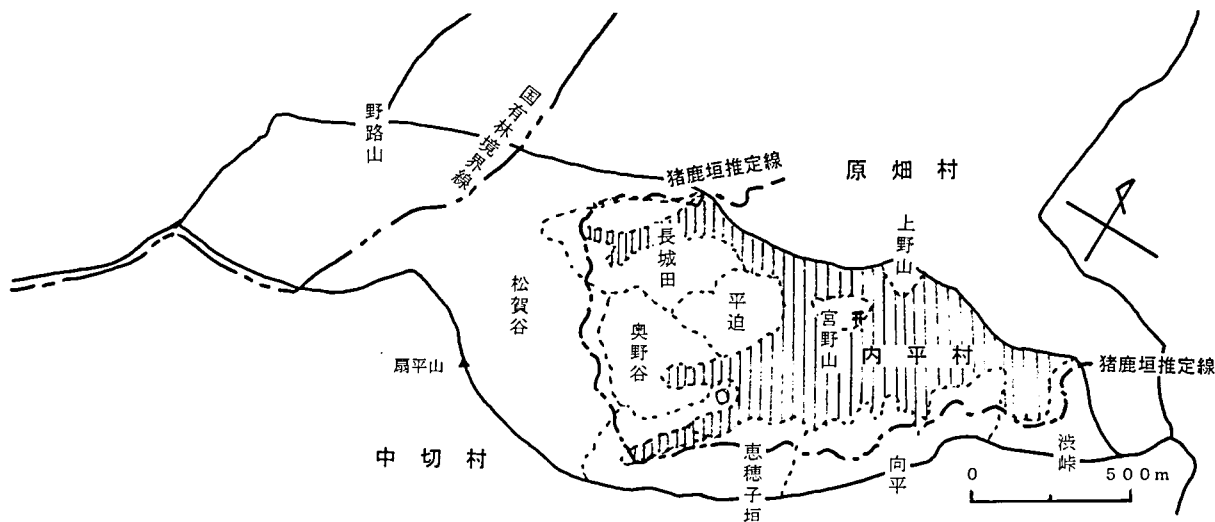 野路山
国有林境界線
猪鹿垣推定線
原畑村
上野山
長城田
松賀谷
平迫
宮野山
奥野谷
内平村
猪鹿垣推定線
扇平山
中切村
恵穂子垣
向平
渋峠
0 500m